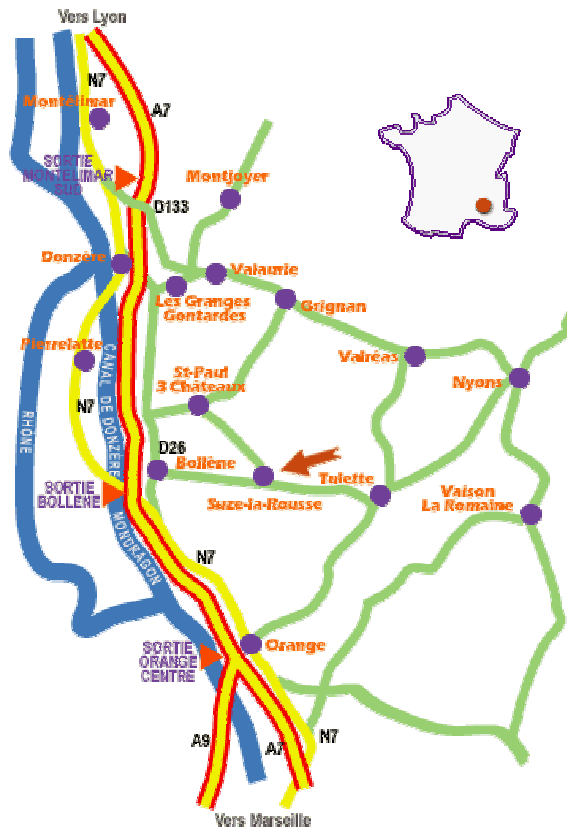 Vers Lyon
N7
A7
Montélimar
SORTIE
MONTELIMAR
SUD
Montjoyer
D133
Donzère
Valaurie
Les Granges
Gontardes
Grignan
Pierrelatte
CANAL DE DONZERE
MONDRAGON
RHÔNE
N7
St-Paul
3 Châteaux
Valréas
Nyons
D26
Bollène
SORTIE
BOLLENE
Suze-la-Rousse
Tulette
Vaison
La Romaine
N7
SORTIE
ORANGE
CENTRE
Orange
A9
A7
N7
Vers Marseille